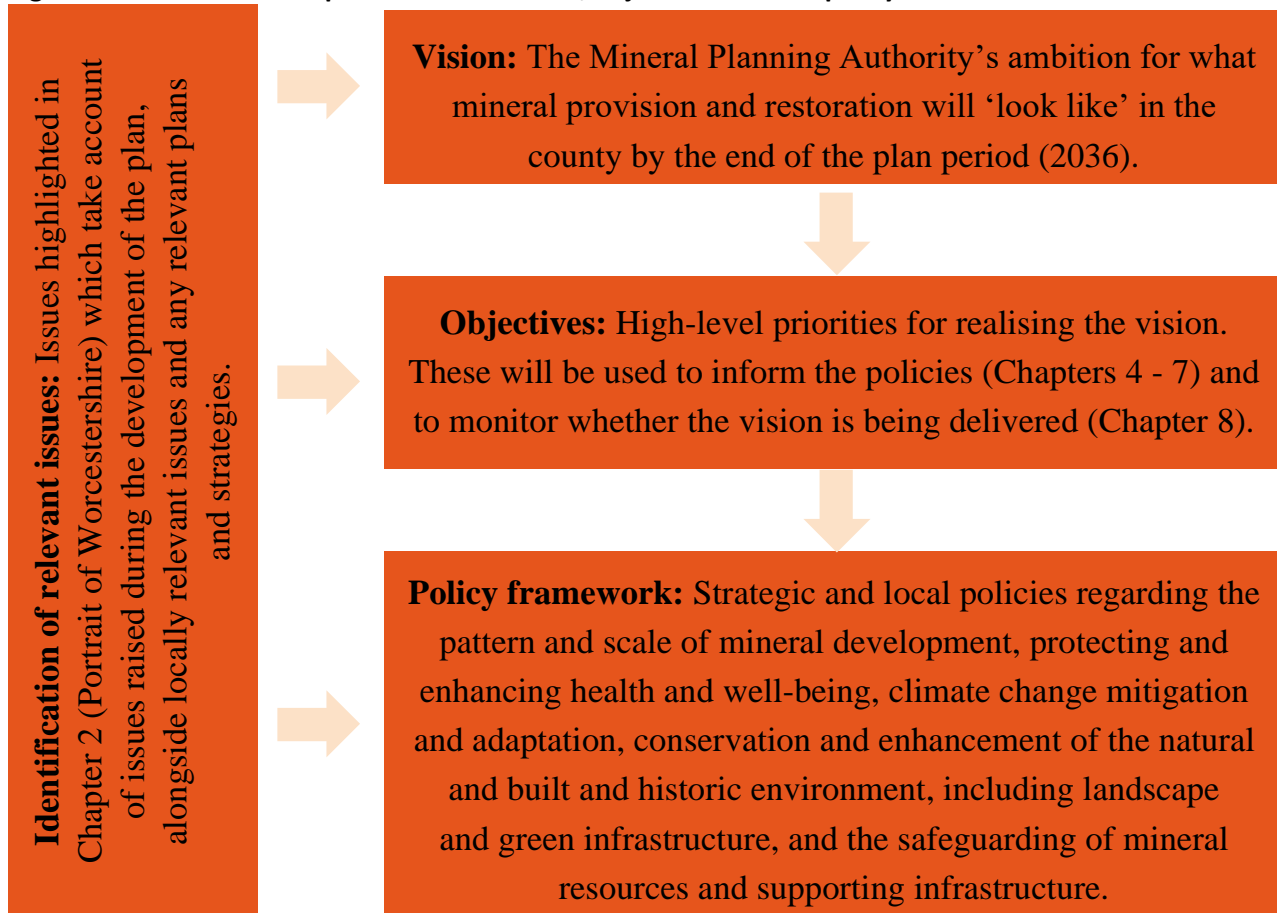 Identification of relevant issues: Issues highlighted in
Chapter 2 (Portrait of Worcestershire) which take account
of issues raised during the development of the plan,
alongside locally relevant issues and any relevant plans
and strategies.
Vision: The Mineral Planning Authority’s ambition for what
mineral provision and restoration will ‘look like’ in the
county by the end of the plan period (2036).
Objectives: High-level priorities for realising the vision.
These will be used to inform the policies (Chapters 4 - 7) and
to monitor whether the vision is being delivered (Chapter 8).
Policy framework: Strategic and local policies regarding the
pattern and scale of mineral development, protecting and
enhancing health and well-being, climate change mitigation
and adaptation, conservation and enhancement of the natural
and built and historic environment, including landscape
and green infrastructure, and the safeguarding of mineral
resources and supporting infrastructure.